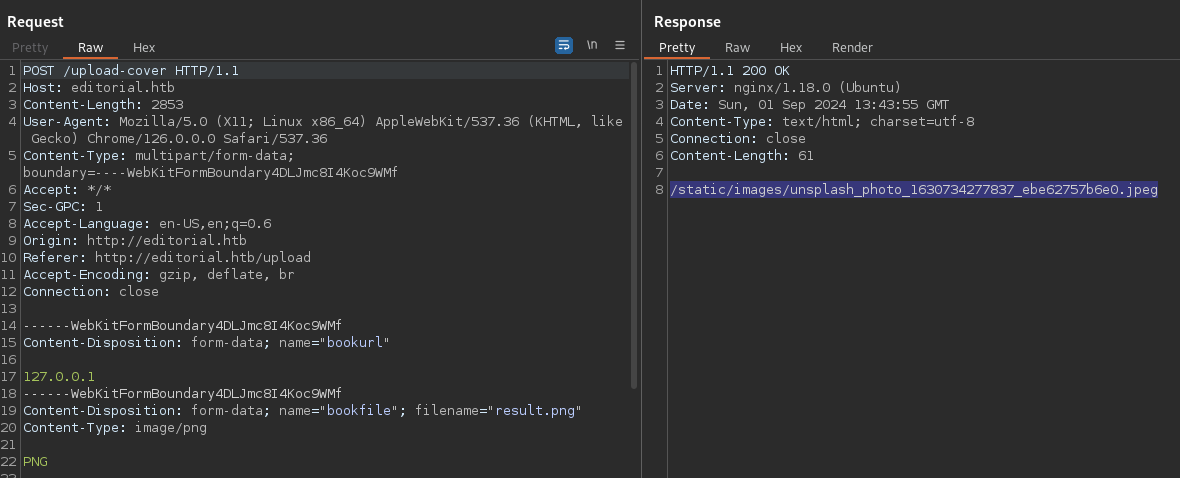 Request
Pretty Raw Hex \n
1 POST /upload-cover HTTP/1.1
2 Host: editorial.htb
3 Content-Length: 2853
4 User-Agent: Mozilla/5.0 (X11; Linux x86_64) AppleWebKit/537.36 (KHTML, like
Gecko) Chrome/126.0.0.0 Safari/537.36
5 Content-Type: multipart/form-data;
boundary=----WebKitFormBoundary4DLJmc8I4Koc9WMf
6 Accept: */*
7 Sec-GPC: 1
8 Accept-Language: en-US,en;q=0.6
9 Origin: http://editorial.htb
10 Referer: http://editorial.htb/upload
11 Accept-Encoding: gzip, deflate, br
12 Connection: close
13
14 ------WebKitFormBoundary4DLJmc8I4Koc9WMf
15 Content-Disposition: form-data; name="bookurl"
16
17 127.0.0.1
18 ------WebKitFormBoundary4DLJmc8I4Koc9WMf
19 Content-Disposition: form-data; name="bookfile"; filename="result.png"
20 Content-Type: image/png
21
22 PNG
Response
Pretty Raw Hex Render
1 HTTP/1.1 200 OK
2 Server: nginx/1.18.0 (Ubuntu)
3 Date: Sun, 01 Sep 2024 13:43:55 GMT
4 Content-Type: text/html; charset=utf-8
5 Connection: close
6 Content-Length: 61
7
8 /static/images/unsplash_photo_1630734277837_ebe62757b6e0.jpeg